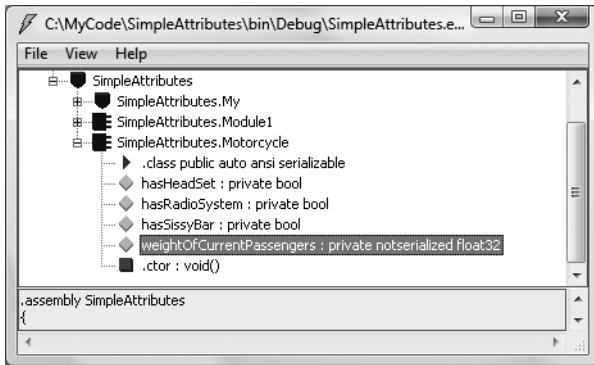 C:\MyCode\SimpleAttributes\bin\Debug\SimpleAttributes.e...
File View Help
SimpleAttributes
SimpleAttributes.My
SimpleAttributes.Module1
SimpleAttributes.Motorcycle
.class public auto ansi serializable
hasHeadSet : private bool
hasRadioSystem : private bool
hasSissyBar : private bool
weightOfCurrentPassengers : private notserialized float32
.ctor : void()
.assembly SimpleAttributes
{